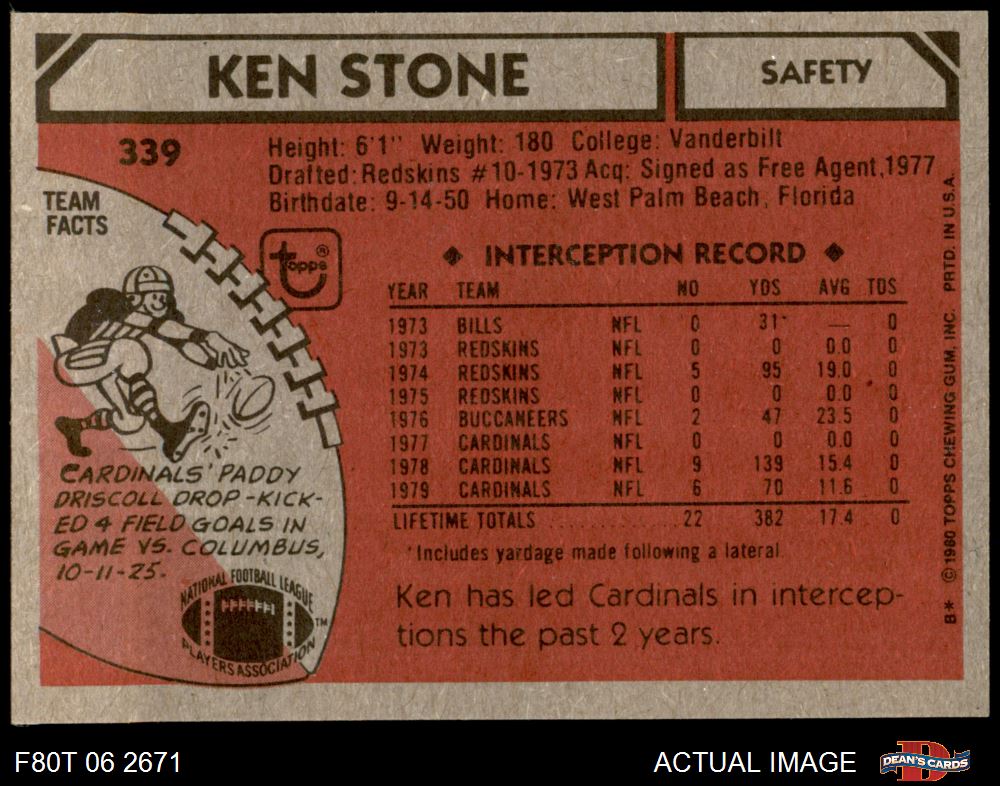 KEN STONE
SAFETY
339
Height: 6'1" Weight: 180 College: Vanderbilt
Drafted: Redskins #10-1973 Acq: Signed as Free Agent, 1977
Birthdate: 9-14-50 Home: West Palm Beach, Florida
TEAM
FACTS
topps®
◆ INTERCEPTION RECORD ◆
YEAR TEAM NO YDS AVG TDS
1973 BILLS NFL 0 31* — 0
1973 REDSKINS NFL 0 0 0.0 0
1974 REDSKINS NFL 5 95 19.0 0
1975 REDSKINS NFL 0 0 0.0 0
1976 BUCCANEERS NFL 2 47 23.5 0
1977 CARDINALS NFL 0 0 0.0 0
1978 CARDINALS NFL 9 139 15.4 0
1979 CARDINALS NFL 6 70 11.6 0
LIFETIME TOTALS .................. 22 382 17.4 0
*Includes yardage made following a lateral.
Ken has led Cardinals in intercep-
tions the past 2 years.
CARDINALS' PADDY
DRISCOLL DROP-KICK-
ED 4 FIELD GOALS IN
GAME VS. COLUMBUS,
10-11-25.
NATIONAL FOOTBALL LEAGUE
PLAYERS ASSOCIATION
™
B* © 1980 TOPPS CHEWING GUM, INC. PRTD. IN U.S.A.
F80T 06 2671
ACTUAL IMAGE
D
DEAN'S CARDS